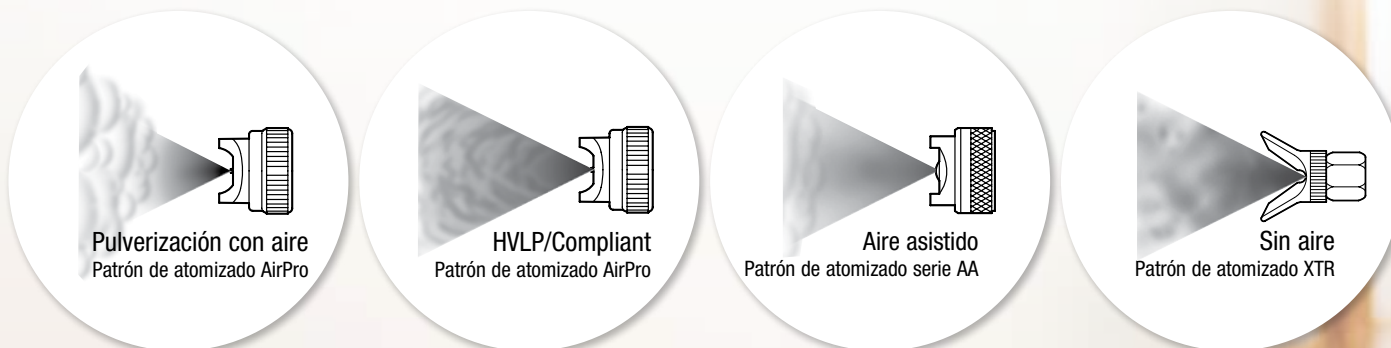 Pulverización con aire
Patrón de atomizado AirPro
HVLP/Compliant
Patrón de atomizado AirPro
Aire asistido
Patrón de atomizado serie AA
Sin aire
Patrón de atomizado XTR